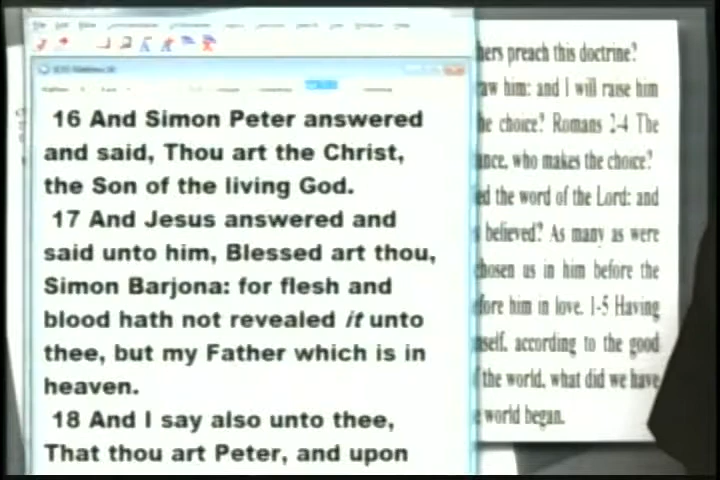 16 And Simon Peter answered
and said, Thou art the Christ,
the Son of the living God.
17 And Jesus answered and
said unto him, Blessed art thou,
Simon Barjona: for flesh and
blood hath not revealed it unto
thee, but my Father which is in
heaven.
18 And I say also unto thee,
That thou art Peter, and upon
hers preach this doctrine?
aw him: and I will raise him
he choice? Romans 2-4 The
ance, who makes the choice?
ed the word of the Lord: and
believed? As many as were
hosen us in him before the
fore him in love. 1-5 Having
nself, according to the good
the world, what did we have
world began.